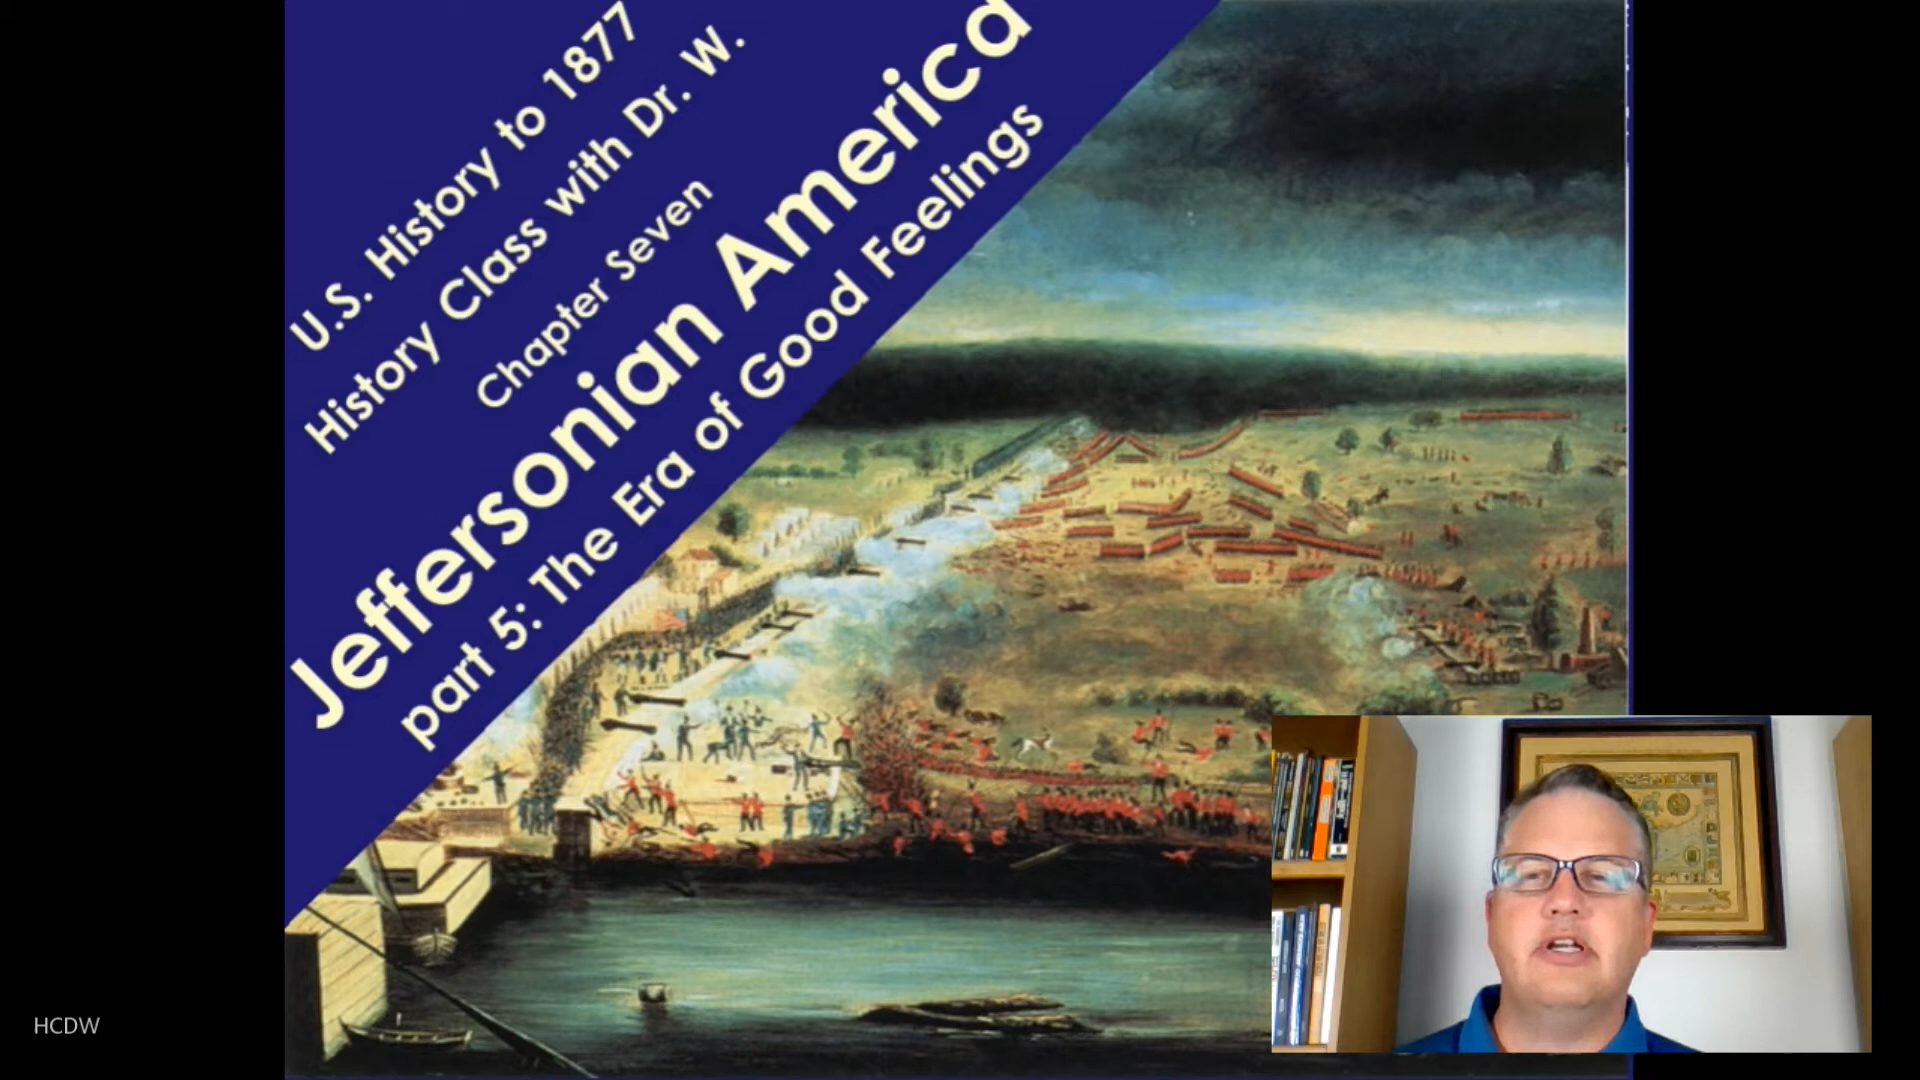 U.S. History to 1877
History Class with Dr. W.
Chapter Seven
Jeffersonian America
part 5: The Era of Good Feelings
HCDW